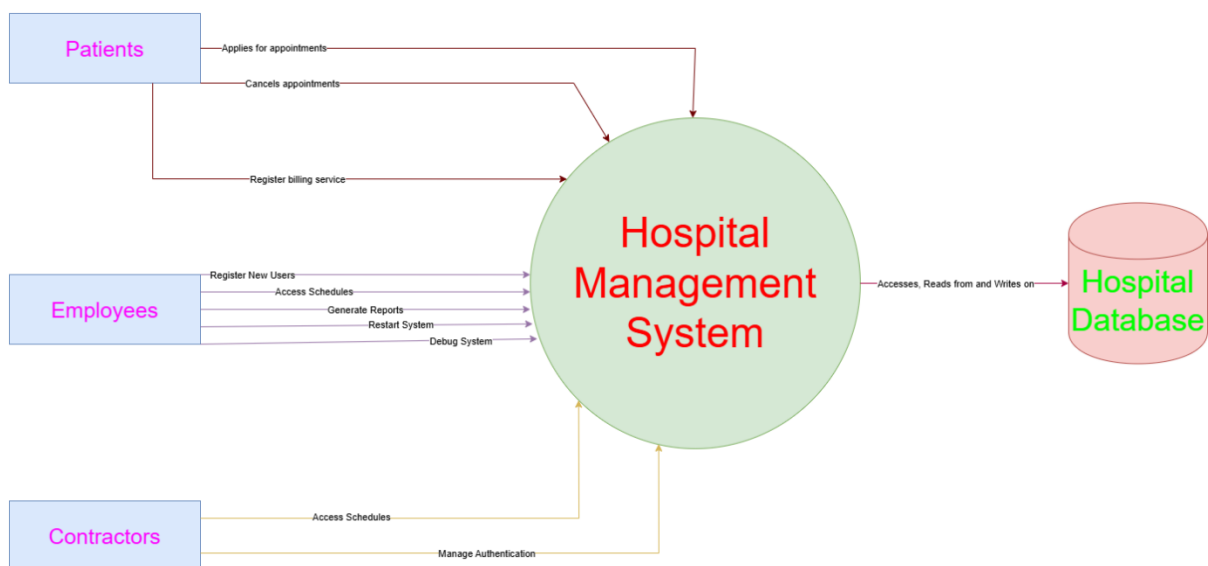 Patients
Applies for appointments
Cancels appointments
Register billing service
Hospital
Management
System
Employees
Register New Users
Access Schedules
Generate Reports
Restart System
Debug System
Accesses, Reads from and Writes on
Hospital
Database
Contractors
Access Schedules
Manage Authentication